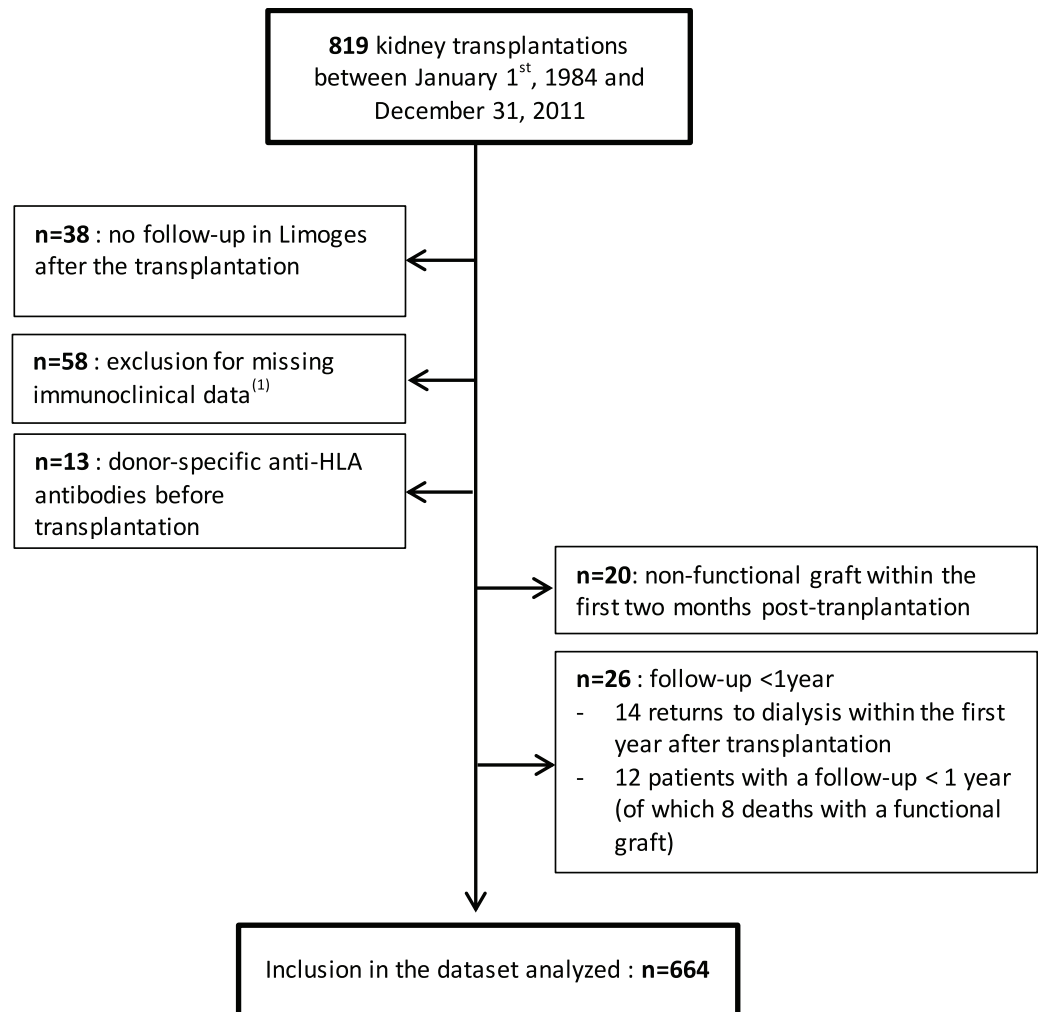 819 kidney transplantations
between January 1st, 1984 and
December 31, 2011
n=38 : no follow-up in Limoges
after the transplantation
n=58 : exclusion for missing
immunoclinical data(1)
n=13 : donor-specific anti-HLA
antibodies before
transplantation
n=20: non-functional graft within the
first two months post-tranplantation
n=26 : follow-up <1year
- 14 returns to dialysis within the first
year after transplantation
- 12 patients with a follow-up < 1 year
(of which 8 deaths with a functional
graft)
Inclusion in the dataset analyzed : n=664